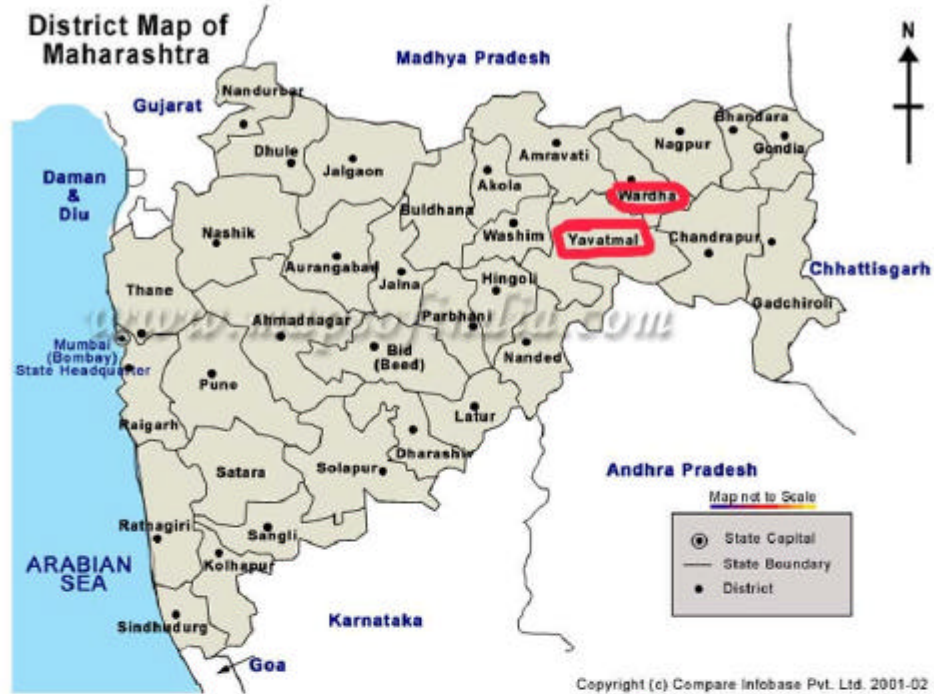 District Map of
Maharashtra
N
Madhya Pradesh
Gujarat
Nandurbar
Bhandara
Dhule
Jalgaon
Amravati
Nagpur
Gondia
Daman
&
Diu
Akola
Wardha
Buldhana
Nashik
Washim
Yavatmal
Chandrapur
Aurangabad
Jalna
Hingoli
Chhattisgarh
Thane
Gadchiroli
www.mapsofindia.com
Ahmadnagar
Parbhani
Mumbai
(Bombay)
State Headquarter
Bid
(Beed)
Nanded
Pune
Latur
Raigarh
Dharashiv
Satara
Solapur
Andhra Pradesh
Map not to Scale
Ratnagiri
Sangli
State Capital
ARABIAN
SEA
Kolhapur
State Boundary
District
Sindhudurg
Karnataka
Goa
Copyright (c) Compare Infobase Pvt. Ltd. 2001-02